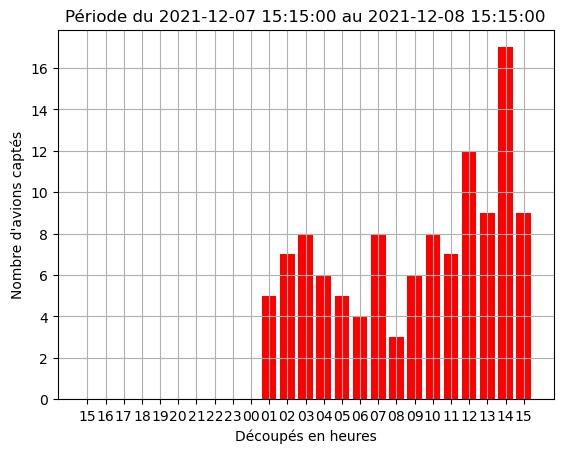 Période du 2021-12-07 15:15:00 au 2021-12-08 15:15:00
Nombre d'avions captés
16
14
12
10
8
6
4
2
0
15 16 17 18 19 20 21 22 23 00 01 02 03 04 05 06 07 08 09 10 11 12 13 14 15
Découpés en heures